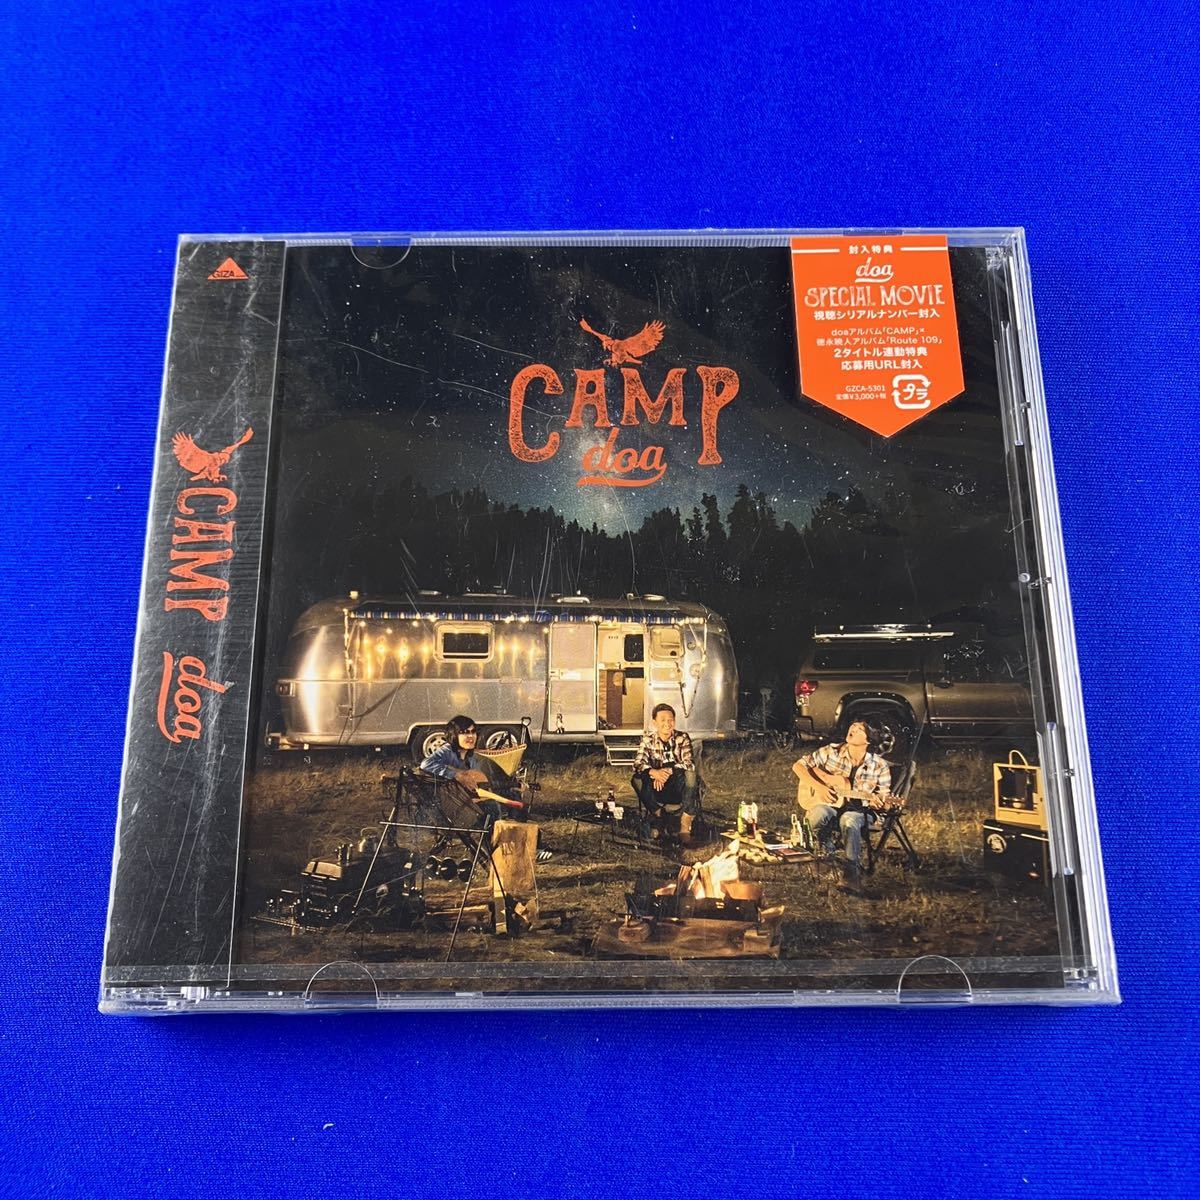 GIZA
CAMP
doa
CAMP
doa
封入特典
doa
SPECIAL MOVIE
視聴シリアルナンバー封入
doaアルバム「CAMP」×
徳永暁人アルバム「Route 109」
2タイトル連動特典
応募用URL封入
GZCA-5301
定価¥3,000+税
プラ